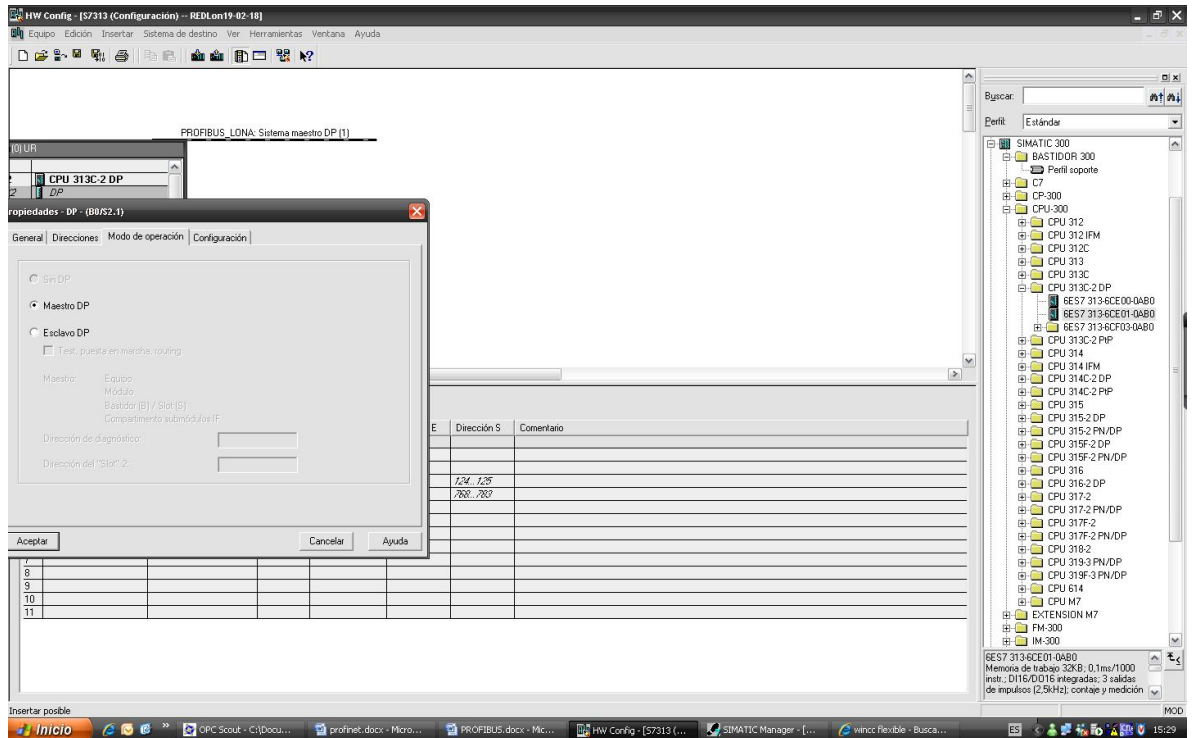 HW Config - [S7313 (Configuración) -- REDLon19-02-18]
Equipo Edición Insertar Sistema de destino Ver Herramientas Ventana Ayuda
PROFIBUS_LONA: Sistema maestro DP (1)
(0) UR
CPU 313C-2 DP
2 DP
ropiedades - DP - (B0/S2.1)
General Direcciones Modo de operación Configuración
Sin DP
Maestro DP
Esclavo DP
Test, puesta en marcha, routing
Maestro: Equipo
Módulo
Bastidor (B) / Slot (S)
Compartimento submódulos IF
Dirección de diagnóstico:
Dirección del "Slot" 2:
Aceptar Cancelar Ayuda
E Dirección S Comentario
124...125
768...783
7
8
9
10
11
Buscar:
Perfil: Estándar
SIMATIC 300
BASTIDOR 300
Perfil soporte
C7
CP-300
CPU-300
CPU 312
CPU 312 IFM
CPU 312C
CPU 313
CPU 313C
CPU 313C-2 DP
6ES7 313-6CE00-0AB0
6ES7 313-6CE01-0AB0
6ES7 313-6CF03-0AB0
CPU 313C-2 PtP
CPU 314
CPU 314 IFM
CPU 314C-2 DP
CPU 314C-2 PtP
CPU 315
CPU 315-2 DP
CPU 315-2 PN/DP
CPU 315F-2 DP
CPU 315F-2 PN/DP
CPU 316
CPU 316-2 DP
CPU 317-2
CPU 317-2 PN/DP
CPU 317F-2
CPU 317F-2 PN/DP
CPU 318-2
CPU 319-3 PN/DP
CPU 319F-3 PN/DP
CPU 614
CPU M7
EXTENSION M7
FM-300
IM-300
6ES7 313-6CE01-0AB0
Memoria de trabajo 32KB; 0,1ms/1000
instr.; DI16/DO16 integradas; 3 salidas
de impulsos (2,5kHz); contaje y medición
Insertar posible MOD
Inicio OPC Scout - C:\Docu... profinet.docx - Micro... PROFIBUS.docx - Mic... HW Config - [S7313 (... SIMATIC Manager - [... wincc flexible - Busca... ES 15:29